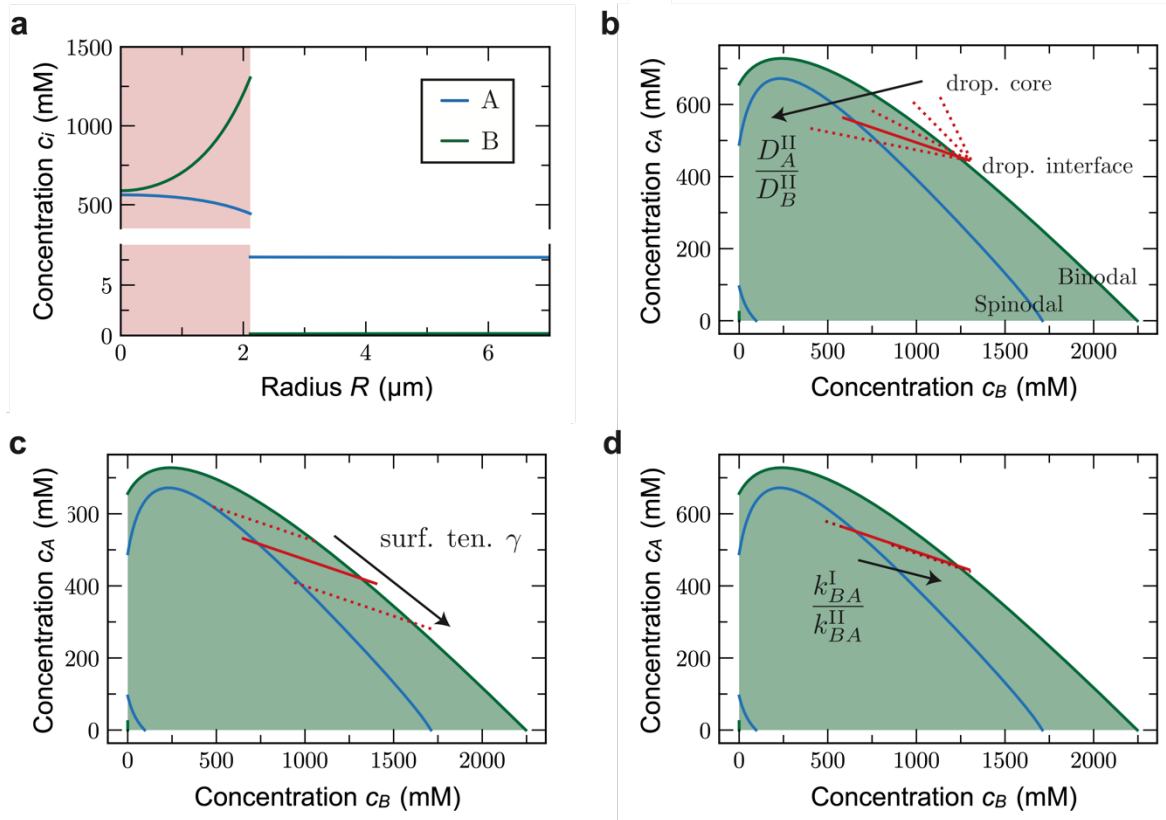 a
1500
1000
500
5
0
0 2 4 6
Concentration cᵢ (mM)
Radius R (μm)
A
B
b
600
400
200
0
0 500 1000 1500 2000
Concentration c_A (mM)
Concentration c_B (mM)
drop. core
drop. interface
D_A^II
D_B^II
Binodal
Spinodal
c
600
400
200
0
0 500 1000 1500 2000
Concentration c_A (mM)
Concentration c_B (mM)
surf. ten. γ
d
600
400
200
0
0 500 1000 1500 2000
Concentration c_A (mM)
Concentration c_B (mM)
k_BA^I
k_BA^II